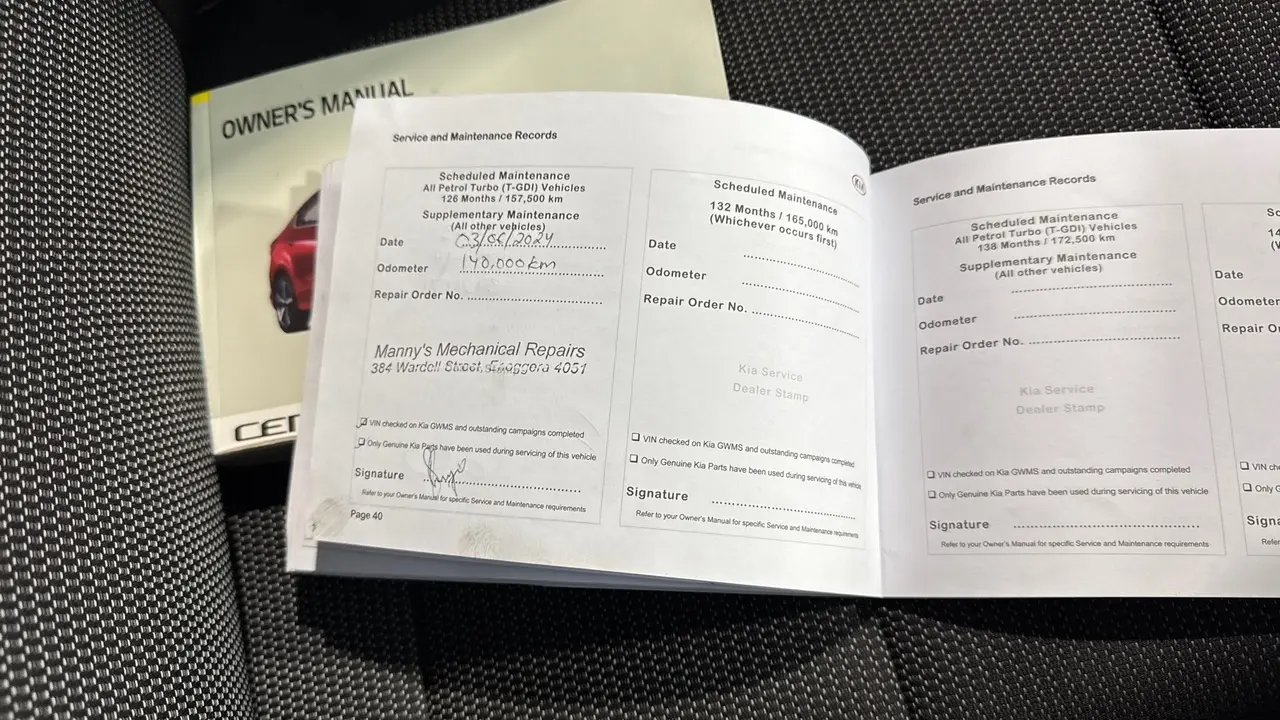 OWNER'S MANUAL
Service and Maintenance Records
Scheduled Maintenance
All Petrol Turbo (T-GDI) Vehicles
126 Months / 157,500 km
Supplementary Maintenance
(All other vehicles)
Date
Odometer 140,000km
Repair Order No.
Manny's Mechanical Repairs
384 Wardell Street, Enoggera 4051
VIN checked on Kia GWMS and outstanding campaigns completed
Only Genuine Kia Parts have been used during servicing of this vehicle
Signature
Refer to your Owner's Manual for specific Service and Maintenance requirements
Page 40
KIA
Scheduled Maintenance
132 Months / 165,000 km
(Whichever occurs first)
Date
Odometer
Repair Order No.
Kia Service
Dealer Stamp
VIN checked on Kia GWMS and outstanding campaigns completed
Only Genuine Kia Parts have been used during servicing of this vehicle
Signature
Refer to your Owner's Manual for specific Service and Maintenance requirements
Service and Maintenance Records
Scheduled Maintenance
All Petrol Turbo (T-GDI) Vehicles
138 Months / 172,500 km
Supplementary Maintenance
(All other vehicles)
Date
Odometer
Repair Order No.
Kia Service
Dealer Stamp
VIN checked on Kia GWMS and outstanding campaigns completed
Only Genuine Kia Parts have been used during servicing of this vehicle
Signature
Refer to your Owner's Manual for specific Service and Maintenance requirements
Date
Odometer